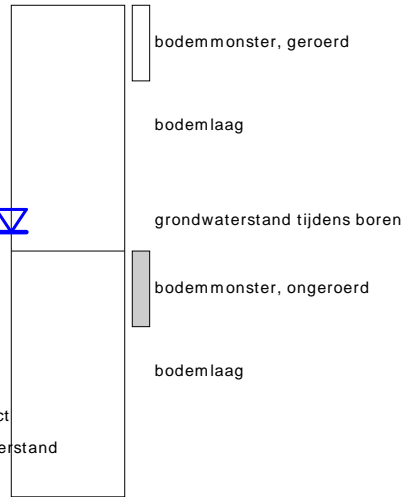 bodemmonster, geroerd
bodemlaag
grondwaterstand tijdens boren
bodemmonster, ongeroerd
bodemlaag